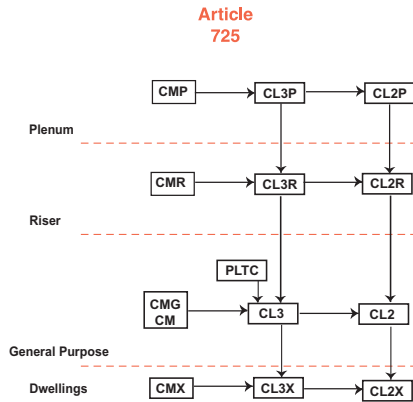 Article
725
CMP
CL3P
CL2P
Plenum
CMR
CL3R
CL2R
Riser
PLTC
CMG
CM
CL3
CL2
General Purpose
Dwellings
CMX
CL3X
CL2X